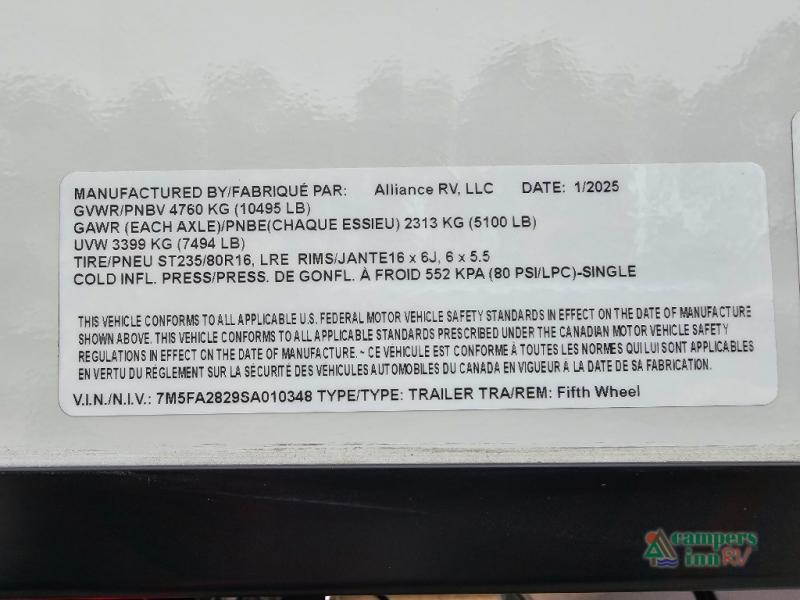 MANUFACTURED BY/FABRIQUÉ PAR: Alliance RV, LLC DATE: 1/2025
GVWR/PNBV 4760 KG (10495 LB)
GAWR (EACH AXLE)/PNBE(CHAQUE ESSIEU) 2313 KG (5100 LB)
UVW 3399 KG (7494 LB)
TIRE/PNEU ST235/80R16, LRE RIMS/JANTE16 x 6J, 6 x 5.5
COLD INFL. PRESS/PRESS. DE GONFL. À FROID 552 KPA (80 PSI/LPC)-SINGLE
THIS VEHICLE CONFORMS TO ALL APPLICABLE U.S. FEDERAL MOTOR VEHICLE SAFETY STANDARDS IN EFFECT ON THE DATE OF MANUFACTURE
SHOWN ABOVE. THIS VEHICLE CONFORMS TO ALL APPLICABLE STANDARDS PRESCRIBED UNDER THE CANADIAN MOTOR VEHICLE SAFETY
REGULATIONS IN EFFECT ON THE DATE OF MANUFACTURE. ~ CE VÉHICULE EST CONFORME À TOUTES LES NORMES QUI LUI SONT APPLICABLES
EN VERTU DU RÉGLEMENT SUR LA SÉCURITÉ DES VÉHICULES AUTOMOBILES DU CANADA EN VIGUEUR À LA DATE DE SA FABRICATION.
V.I.N./N.I.V.: 7M5FA2829SA010348 TYPE/TYPE: TRAILER TRA/REM: Fifth Wheel
campers
inn RV